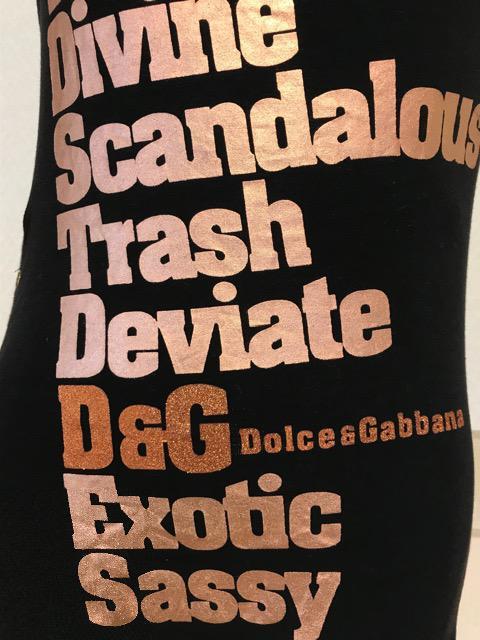 Divine
Scandalous
Trash
Deviate
D&G Dolce&Gabbana
Exotic
Sassy